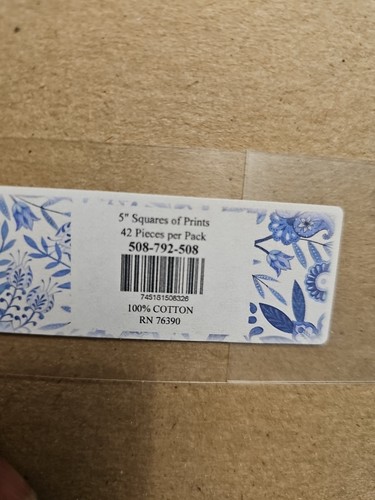 5" Squares of Prints
42 Pieces per Pack
508-792-508
745181508326
100% COTTON
RN 76390